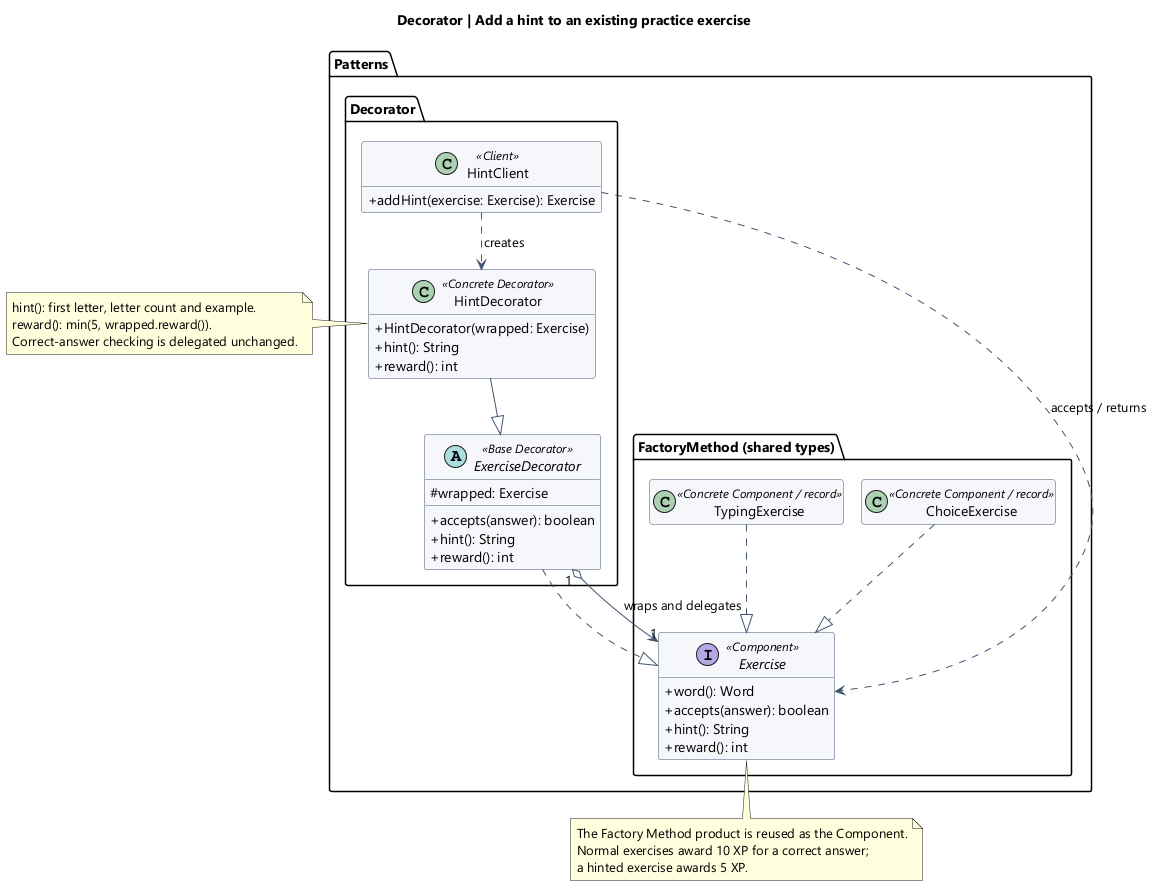 Decorator | Add a hint to an existing practice exercise
Patterns
Decorator
C
«Client»
HintClient
+addHint(exercise: Exercise): Exercise
creates
C
«Concrete Decorator»
HintDecorator
+HintDecorator(wrapped: Exercise)
+hint(): String
+reward(): int
hint(): first letter, letter count and example.
reward(): min(5, wrapped.reward()).
Correct-answer checking is delegated unchanged.
accepts / returns
A
«Base Decorator»
ExerciseDecorator
#wrapped: Exercise
+accepts(answer): boolean
+hint(): String
+reward(): int
FactoryMethod (shared types)
C
«Concrete Component / record»
TypingExercise
C
«Concrete Component / record»
ChoiceExercise
1
wraps and delegates
1
I
«Component»
Exercise
+word(): Word
+accepts(answer): boolean
+hint(): String
+reward(): int
The Factory Method product is reused as the Component.
Normal exercises award 10 XP for a correct answer;
a hinted exercise awards 5 XP.